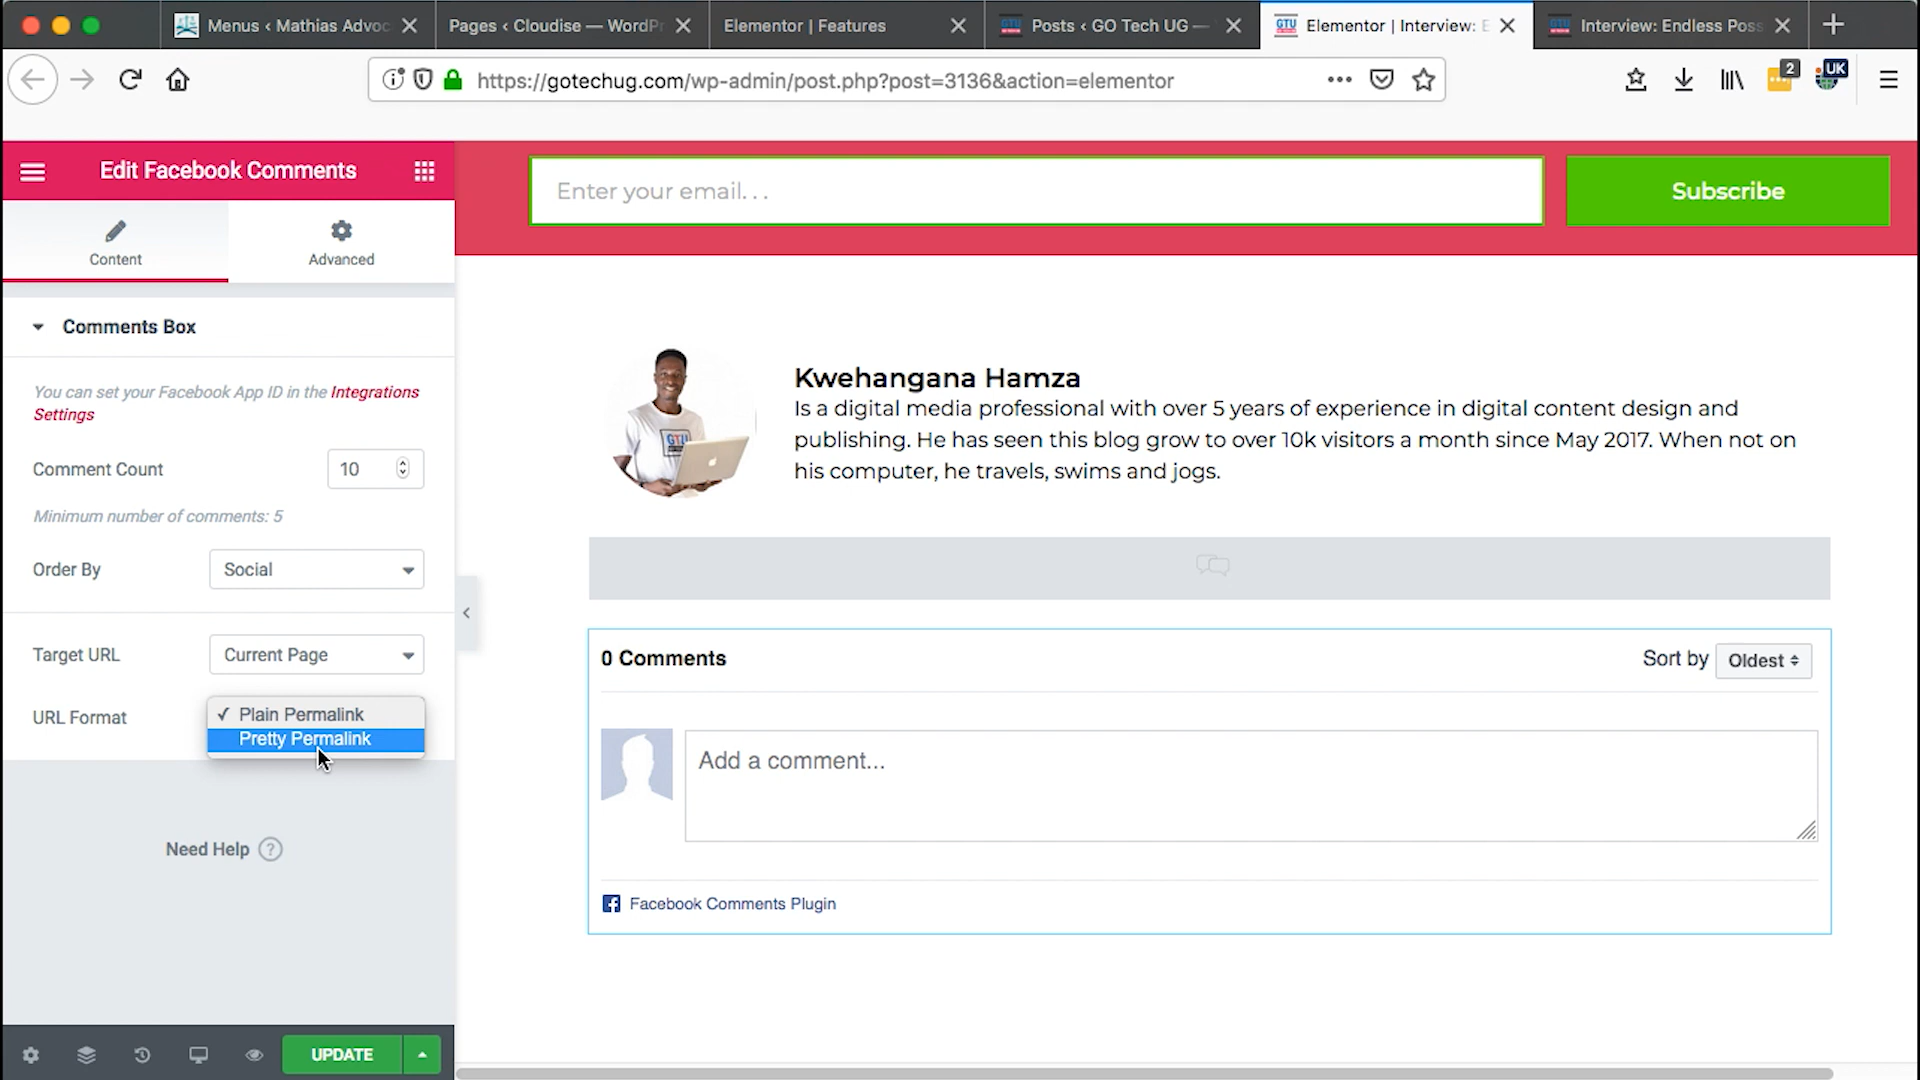 Menus ‹ Mathias Advoc
Pages ‹ Cloudise — WordPr
Elementor | Features
GTU Posts ‹ GO Tech UG —
GTU Elementor | Interview: E
GTU Interview: Endless Poss
https://gotechug.com/wp-admin/post.php?post=3136&action=elementor
2
UK
Edit Facebook Comments
Content
Advanced
Comments Box
You can set your Facebook App ID in the Integrations
Settings
Comment Count
10
Minimum number of comments: 5
Order By
Social
Target URL
Current Page
URL Format
✓ Plain Permalink
Pretty Permalink
Need Help ?
UPDATE
Enter your email...
Subscribe
GTU
Kwehangana Hamza
Is a digital media professional with over 5 years of experience in digital content design and
publishing. He has seen this blog grow to over 10k visitors a month since May 2017. When not on
his computer, he travels, swims and jogs.
0 Comments
Sort by Oldest
Add a comment...
Facebook Comments Plugin